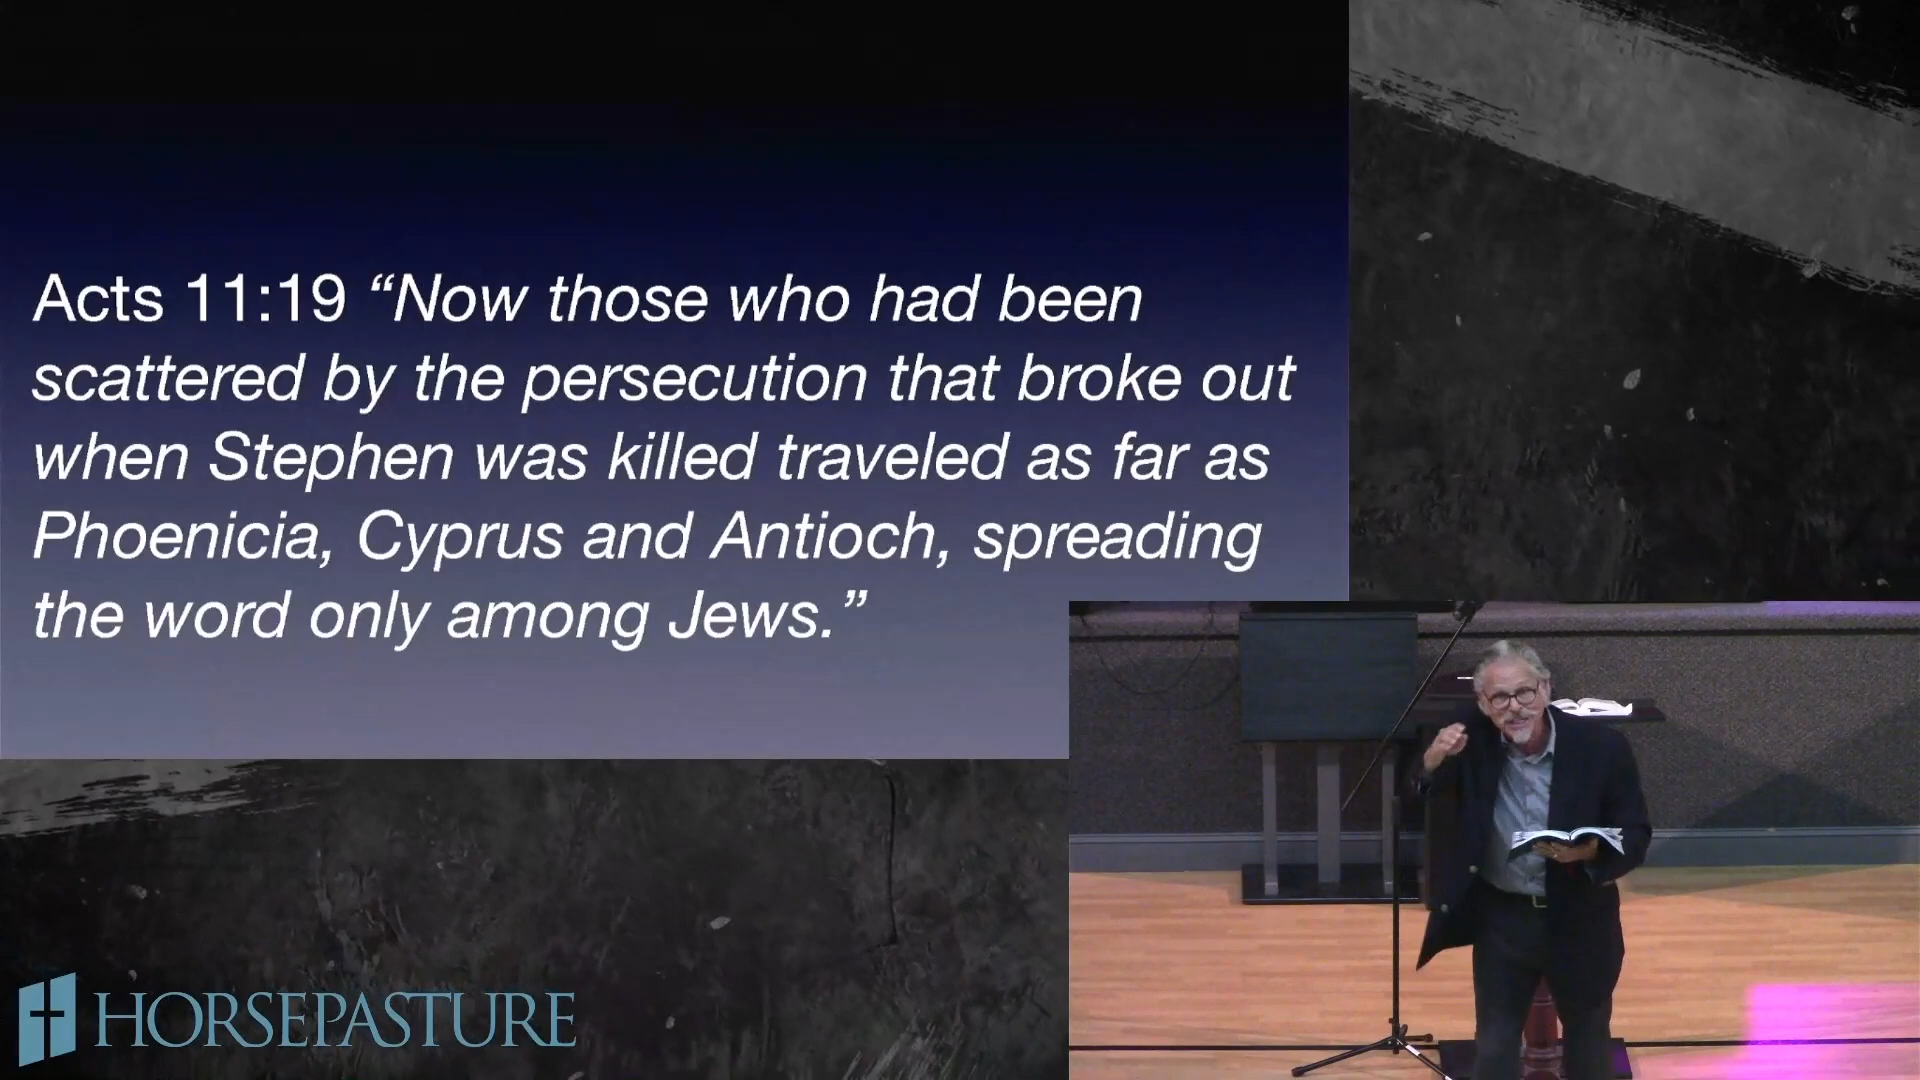 Acts 11:19 “Now those who had been
scattered by the persecution that broke out
when Stephen was killed traveled as far as
Phoenicia, Cyprus and Antioch, spreading
the word only among Jews.”
HORSEPASTURE